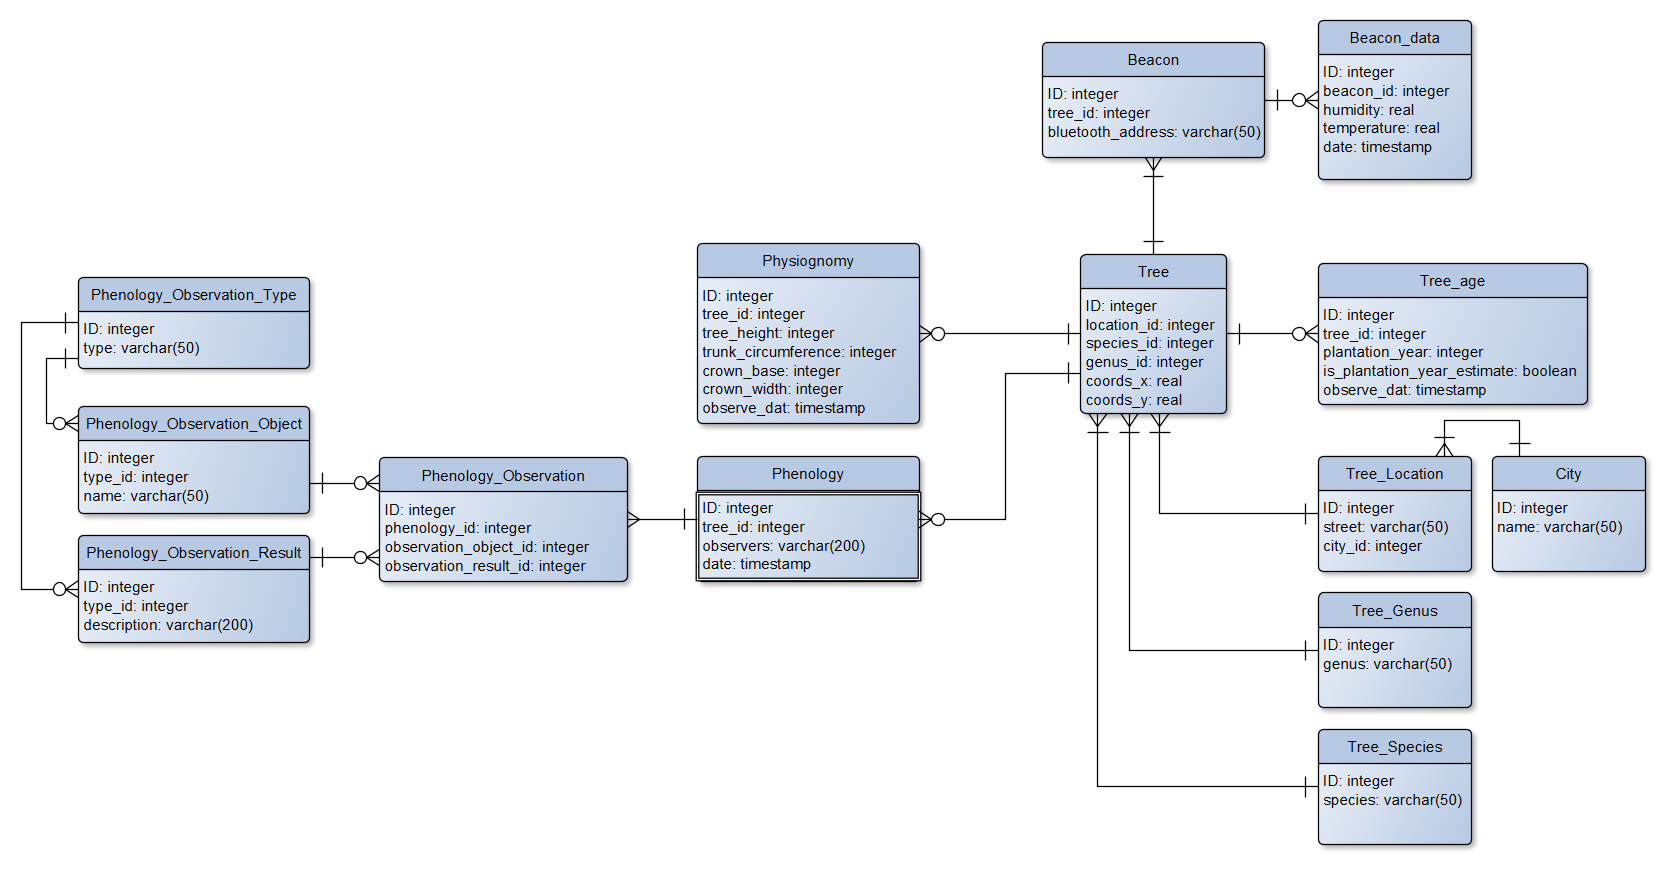 Beacon
ID: integer
tree_id: integer
bluetooth_address: varchar(50)
Beacon_data
ID: integer
beacon_id: integer
humidity: real
temperature: real
date: timestamp
Physiognomy
ID: integer
tree_id: integer
tree_height: integer
trunk_circumference: integer
crown_base: integer
crown_width: integer
observe_dat: timestamp
Tree
ID: integer
location_id: integer
species_id: integer
genus_id: integer
coords_x: real
coords_y: real
Tree_age
ID: integer
tree_id: integer
plantation_year: integer
is_plantation_year_estimate: boolean
observe_dat: timestamp
Phenology_Observation_Type
ID: integer
type: varchar(50)
Phenology_Observation_Object
ID: integer
type_id: integer
name: varchar(50)
Phenology_Observation_Result
ID: integer
type_id: integer
description: varchar(200)
Phenology_Observation
ID: integer
phenology_id: integer
observation_object_id: integer
observation_result_id: integer
Phenology
ID: integer
tree_id: integer
observers: varchar(200)
date: timestamp
Tree_Location
ID: integer
street: varchar(50)
city_id: integer
City
ID: integer
name: varchar(50)
Tree_Genus
ID: integer
genus: varchar(50)
Tree_Species
ID: integer
species: varchar(50)